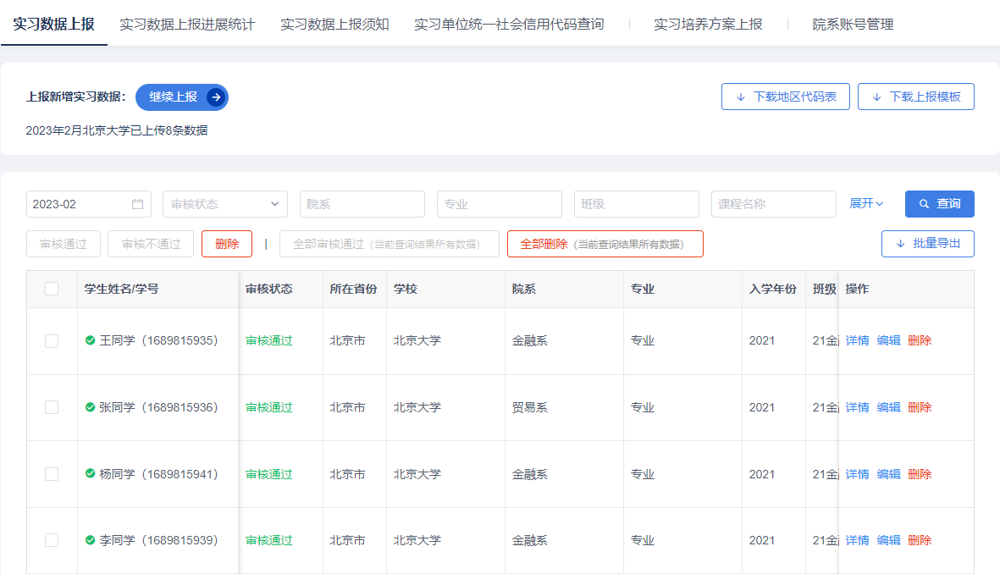 实习数据上报 实习数据上报进展统计 实习数据上报须知 实习单位统一社会信用代码查询 实习培养方案上报 院系账号管理
上报新增实习数据： 继续上报 下载地区代码表 下载上报模板
2023年2月北京大学已上传8条数据
2023-02 审核状态 院系 专业 班级 课程名称 展开 查询
审核通过 审核不通过 删除 | 全部审核通过（当前查询结果所有数据） 全部删除（当前查询结果所有数据） 批量导出
学生姓名/学号 审核状态 所在省份 学校 院系 专业 入学年份 班级 操作
王同学（1689815935） 审核通过 北京市 北京大学 金融系 专业 2021 21金 详情 编辑 删除
张同学（1689815936） 审核通过 北京市 北京大学 贸易系 专业 2021 21金 详情 编辑 删除
杨同学（1689815941） 审核通过 北京市 北京大学 金融系 专业 2021 21金 详情 编辑 删除
李同学（1689815939） 审核通过 北京市 北京大学 金融系 专业 2021 21金 详情 编辑 删除